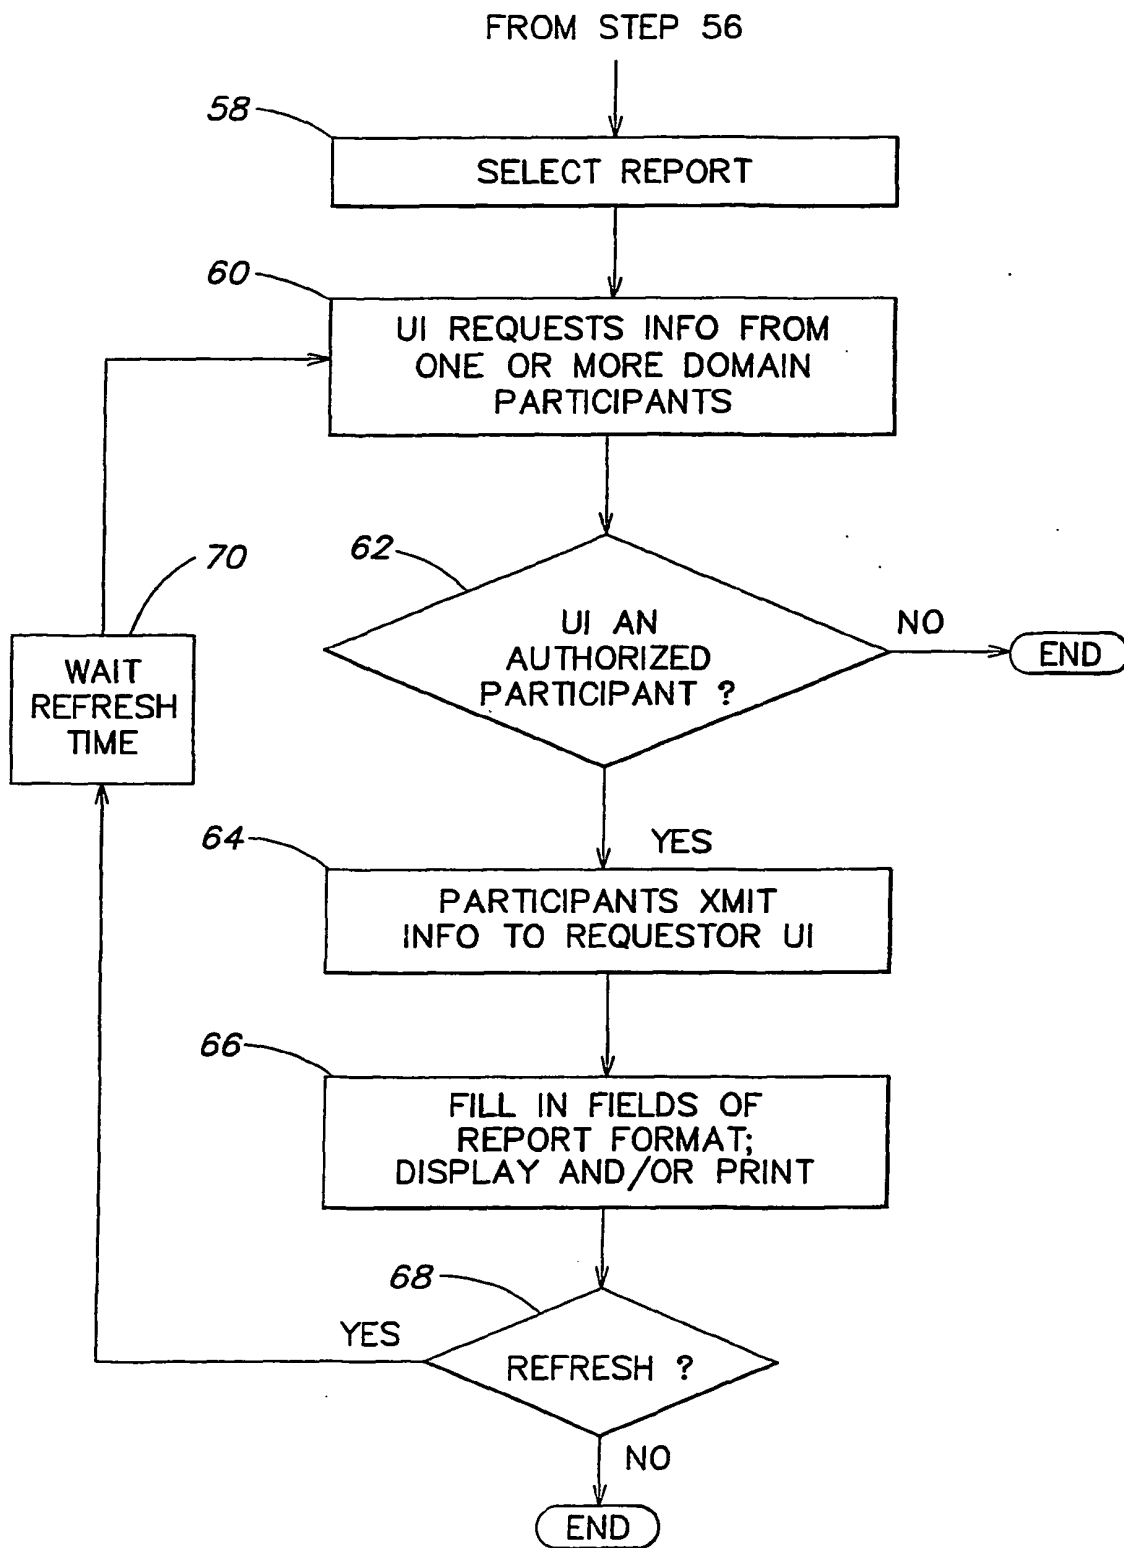 FROM STEP 56
58
SELECT REPORT
60
UI REQUESTS INFO FROM
ONE OR MORE DOMAIN
PARTICIPANTS
62
UI AN
AUTHORIZED
PARTICIPANT ?
NO
END
70
WAIT
REFRESH
TIME
YES
64
PARTICIPANTS XMIT
INFO TO REQUESTOR UI
66
FILL IN FIELDS OF
REPORT FORMAT;
DISPLAY AND/OR PRINT
68
YES
REFRESH ?
NO
END